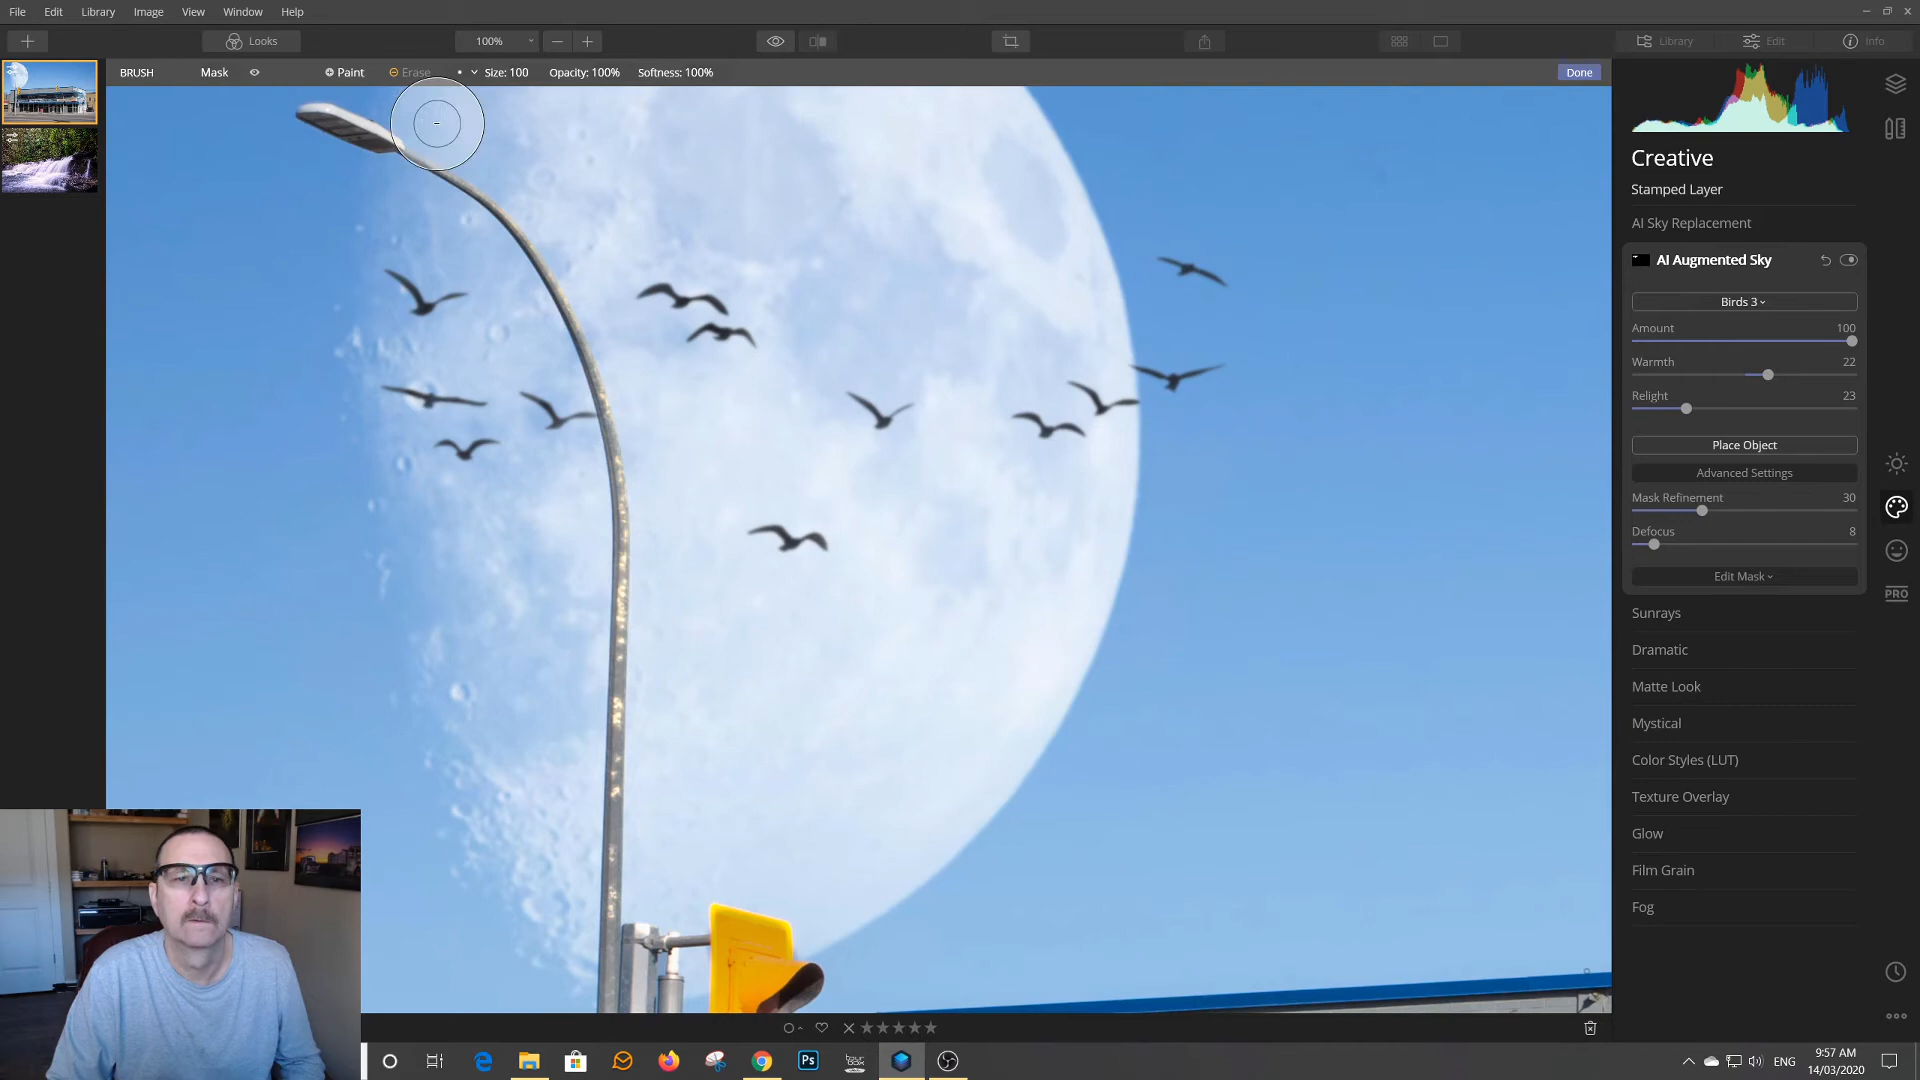 File Edit Library Image View Window Help
Looks 100% Library Edit Info
BRUSH Mask Paint Erase Size: 100 Opacity: 100% Softness: 100% Done
Creative
Stamped Layer
AI Sky Replacement
AI Augmented Sky
Birds 3
Amount 100
Warmth 22
Relight 23
Place Object
Advanced Settings
Mask Refinement 30
Defocus 8
Edit Mask
PRO
Sunrays
Dramatic
Matte Look
Mystical
Color Styles (LUT)
Texture Overlay
Glow
Film Grain
Fog
Ps
ENG
9:57 AM
14/03/2020